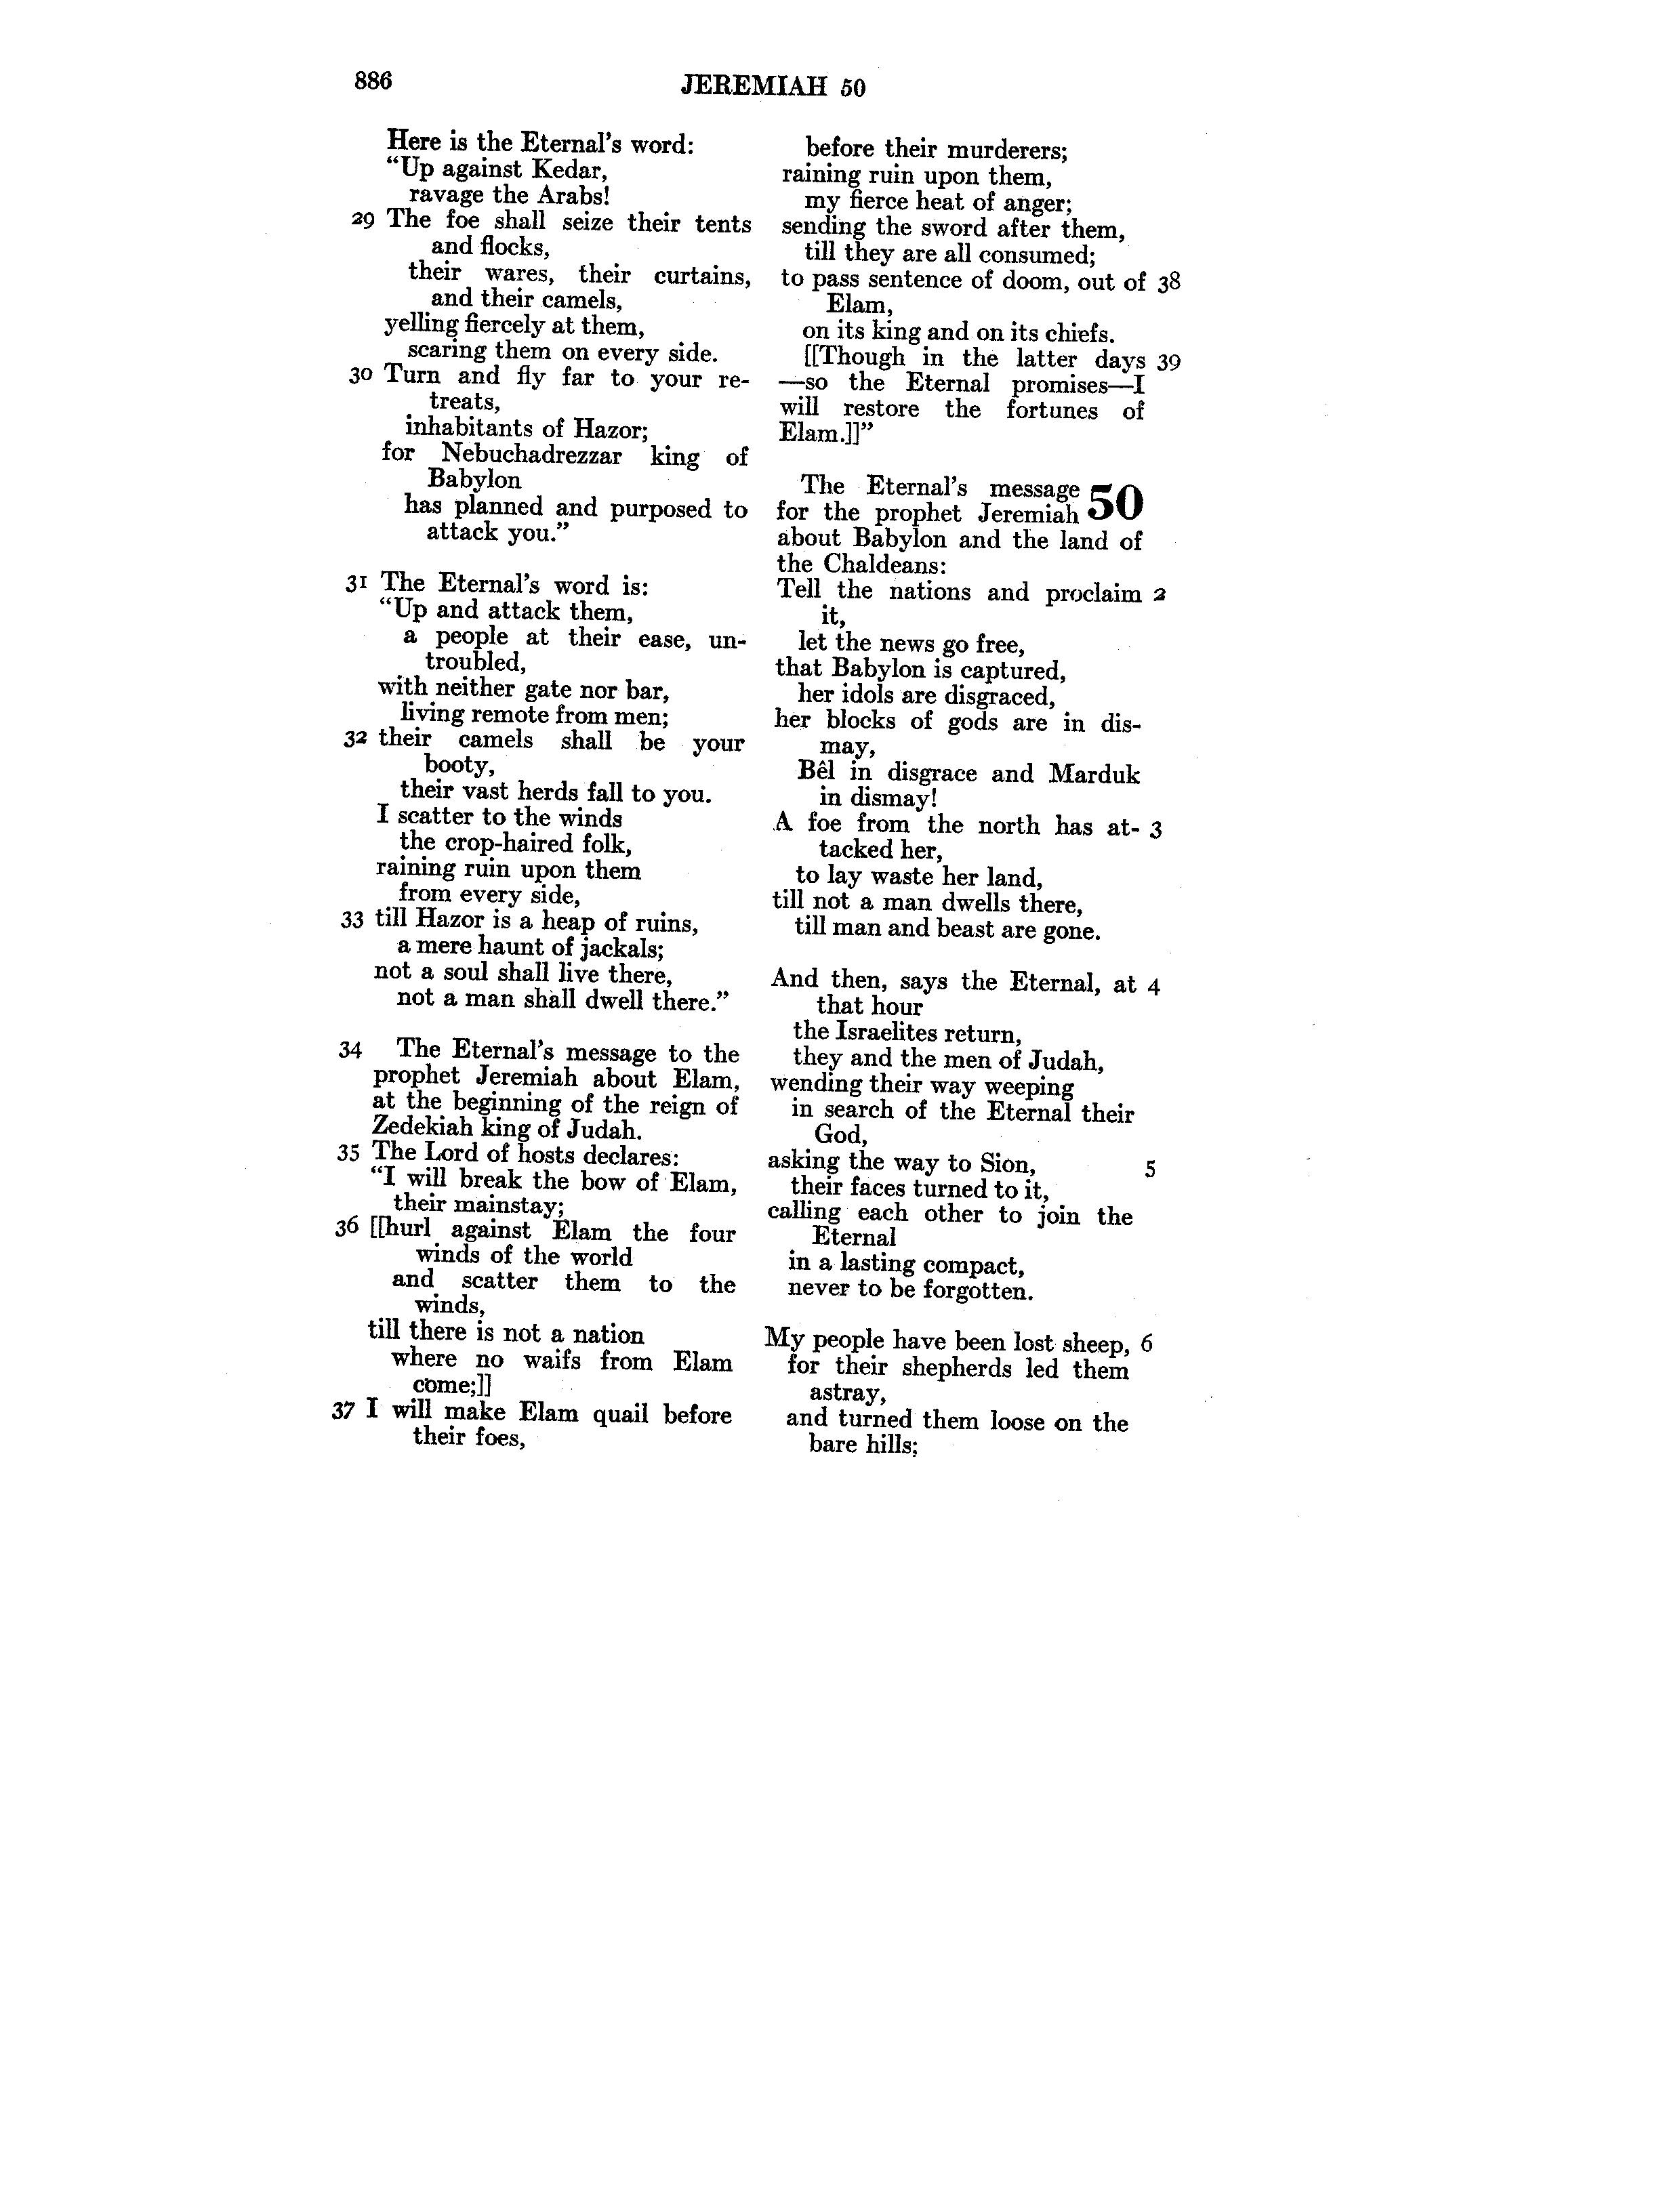 886
JEREMIAH 50
Here is the Eternal's word:
“Up against Kedar,
ravage the Arabs!
29 The foe shall seize their tents
and flocks,
their wares, their curtains,
and their camels,
yelling fiercely at them,
scaring them on every side.
30 Turn and fly far to your re-
treats,
inhabitants of Hazor;
for Nebuchadrezzar king of
Babylon
has planned and purposed to
attack you.”
31 The Eternal's word is:
“Up and attack them,
a people at their ease, un-
troubled,
with neither gate nor bar,
living remote from men;
32 their camels shall be your
booty,
their vast herds fall to you.
I scatter to the winds
the crop-haired folk,
raining ruin upon them
from every side,
33 till Hazor is a heap of ruins,
a mere haunt of jackals;
not a soul shall live there,
not a man shall dwell there.”
34 The Eternal's message to the
prophet Jeremiah about Elam,
at the beginning of the reign of
Zedekiah king of Judah.
35 The Lord of hosts declares:
“I will break the bow of Elam,
their mainstay;
36 [[hurl against Elam the four
winds of the world
and scatter them to the
winds,
till there is not a nation
where no waifs from Elam
come;]]
37 I will make Elam quail before
their foes,
before their murderers;
raining ruin upon them,
my fierce heat of anger;
sending the sword after them,
till they are all consumed;
to pass sentence of doom, out of 38
Elam,
on its king and on its chiefs.
[[Though in the latter days 39
—so the Eternal promises—I
will restore the fortunes of
Elam.]]”
The Eternal's message 50
for the prophet Jeremiah
about Babylon and the land of
the Chaldeans:
Tell the nations and proclaim 2
it,
let the news go free,
that Babylon is captured,
her idols are disgraced,
her blocks of gods are in dis-
may,
Bêl in disgrace and Marduk
in dismay!
A foe from the north has at- 3
tacked her,
to lay waste her land,
till not a man dwells there,
till man and beast are gone.
And then, says the Eternal, at 4
that hour
the Israelites return,
they and the men of Judah,
wending their way weeping
in search of the Eternal their
God,
asking the way to Sion, 5
their faces turned to it,
calling each other to join the
Eternal
in a lasting compact,
never to be forgotten.
My people have been lost sheep, 6
for their shepherds led them
astray,
and turned them loose on the
bare hills;